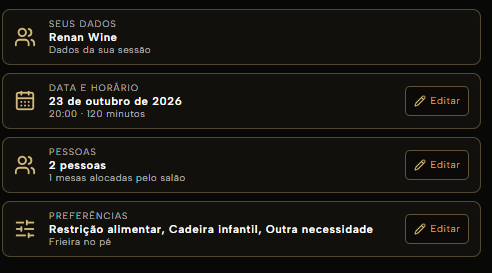 SEUS DADOS
Renan Wine
Dados da sua sessão
DATA E HORÁRIO
23 de outubro de 2026
20:00 · 120 minutos
Editar
PESSOAS
2 pessoas
1 mesas alocadas pelo salão
Editar
PREFERÊNCIAS
Restrição alimentar, Cadeira infantil, Outra necessidade
Frieira no pé
Editar